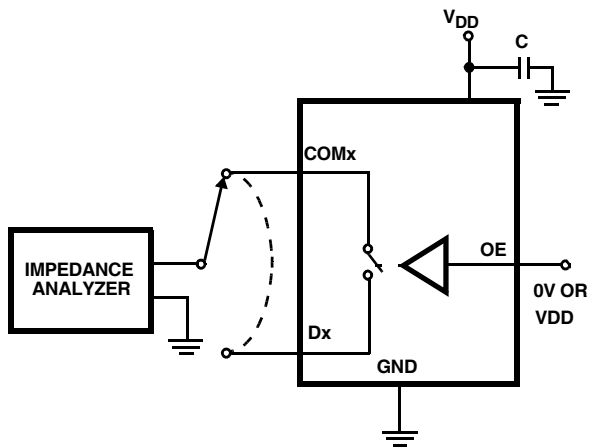 VDD
C
COMx
IMPEDANCE
ANALYZER
OE
0V OR
VDD
Dx
GND